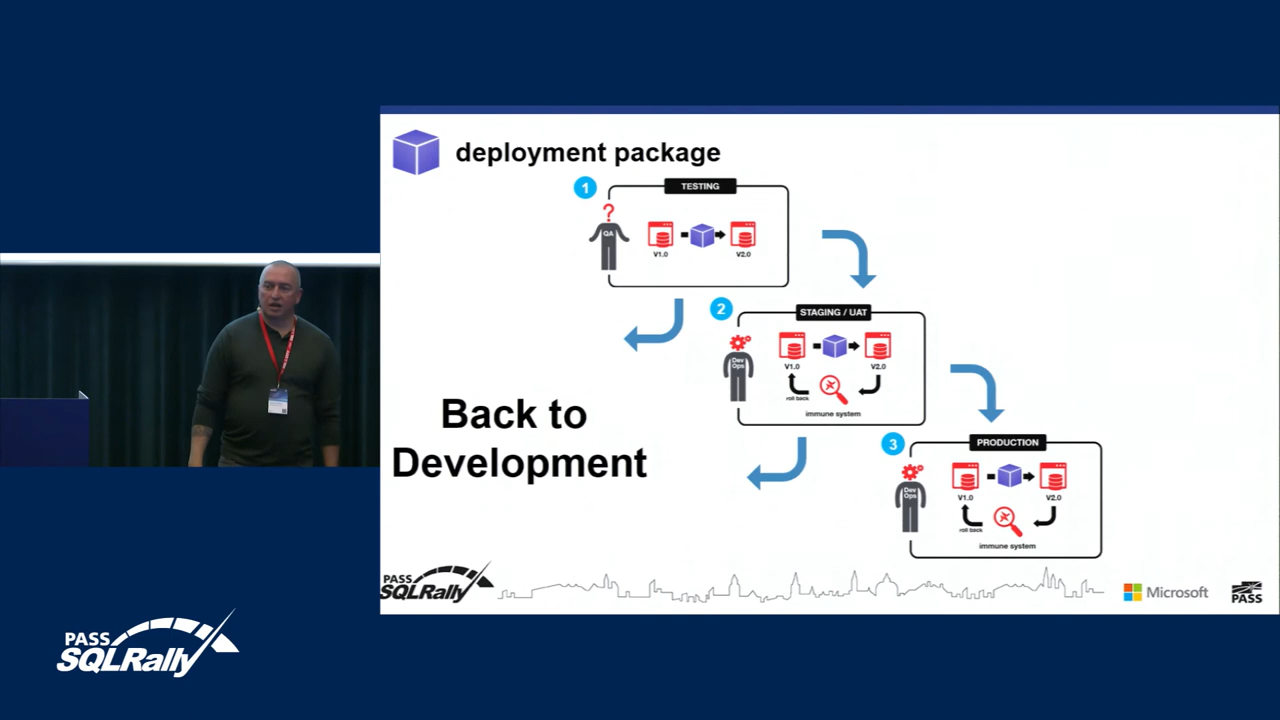 deployment package
1
TESTING
?
QA
V1.0
V2.0
2
STAGING / UAT
Dev
Ops
V1.0
V2.0
roll back
immune system
Back to
Development
3
PRODUCTION
Dev
Ops
V1.0
V2.0
roll back
immune system
PASS
SQLRally
Microsoft
PASS
PASS
SQLRally